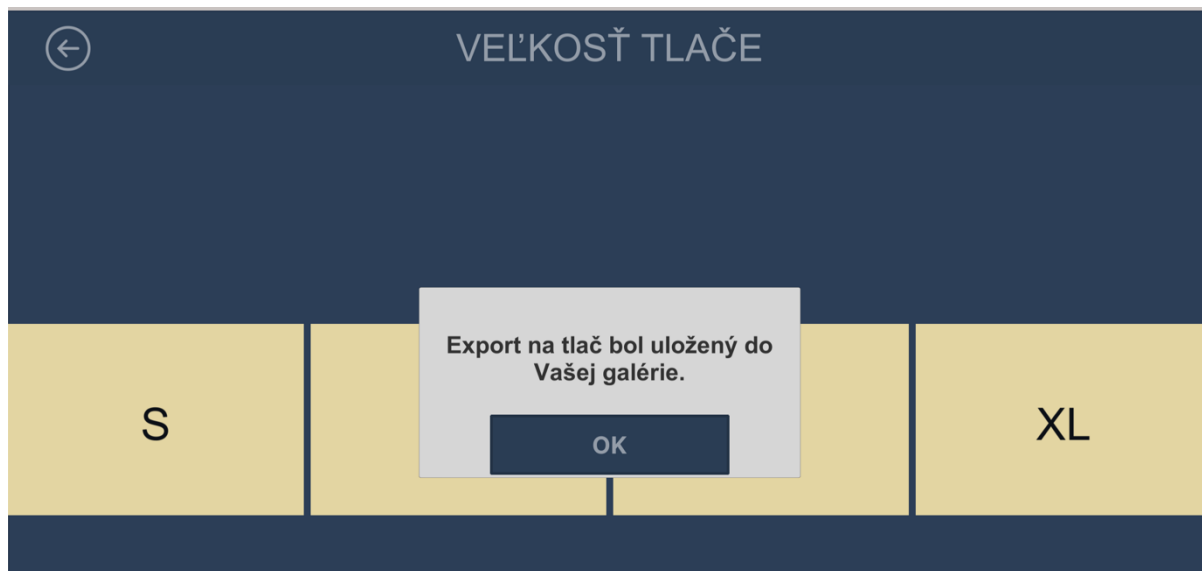 VEĽKOSŤ TLAČE
Export na tlač bol uložený do
Vašej galérie.
OK
S
XL